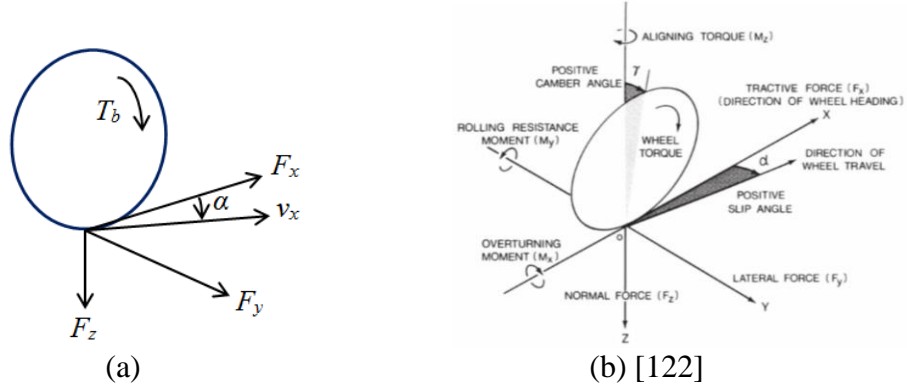 T_b
F_x
α
v_x
F_y
F_z
(a)
ALIGNING TORQUE (M_z)
POSITIVE
CAMBER ANGLE
γ
TRACTIVE FORCE (F_x)
(DIRECTION OF WHEEL HEADING)
X
ROLLING RESISTANCE
MOMENT (M_y)
WHEEL
TORQUE
α
DIRECTION OF
WHEEL TRAVEL
POSITIVE
SLIP ANGLE
O
OVERTURNING
MOMENT (M_x)
LATERAL FORCE (F_y)
NORMAL FORCE (F_z)
Y
Z
(b) [122]